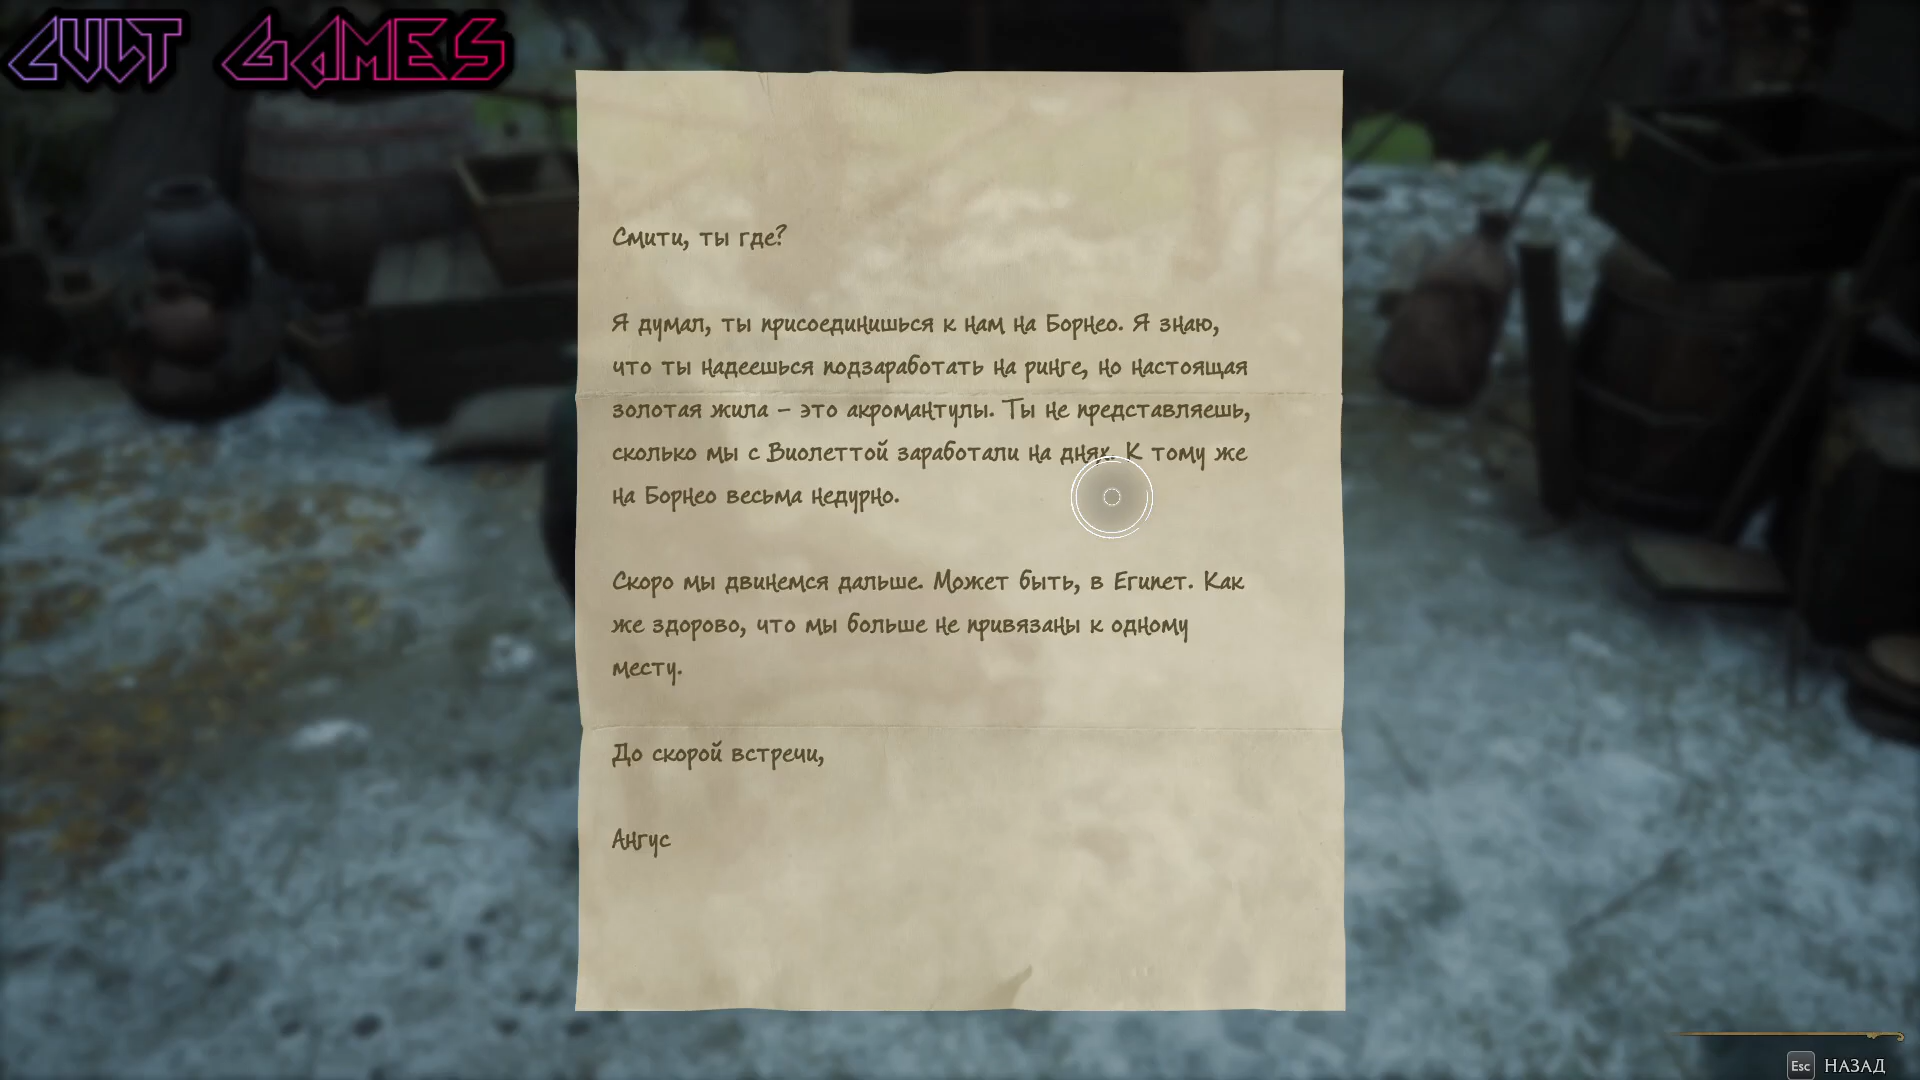 CULT GAMES
Смити, ты где?
Я думал, ты присоединишься к нам на Борнео. Я знаю,
что ты надеешься подзаработать на ринге, но настоящая
золотая жила – это акромантулы. Ты не представляешь,
сколько мы с Виолеттой заработали на днях. К тому же
на Борнео весьма недурно.
Скоро мы двинемся дальше. Может быть, в Египет. Как
же здорово, что мы больше не привязаны к одному
месту.
До скорой встречи,
Ангус
Esc НАЗАД